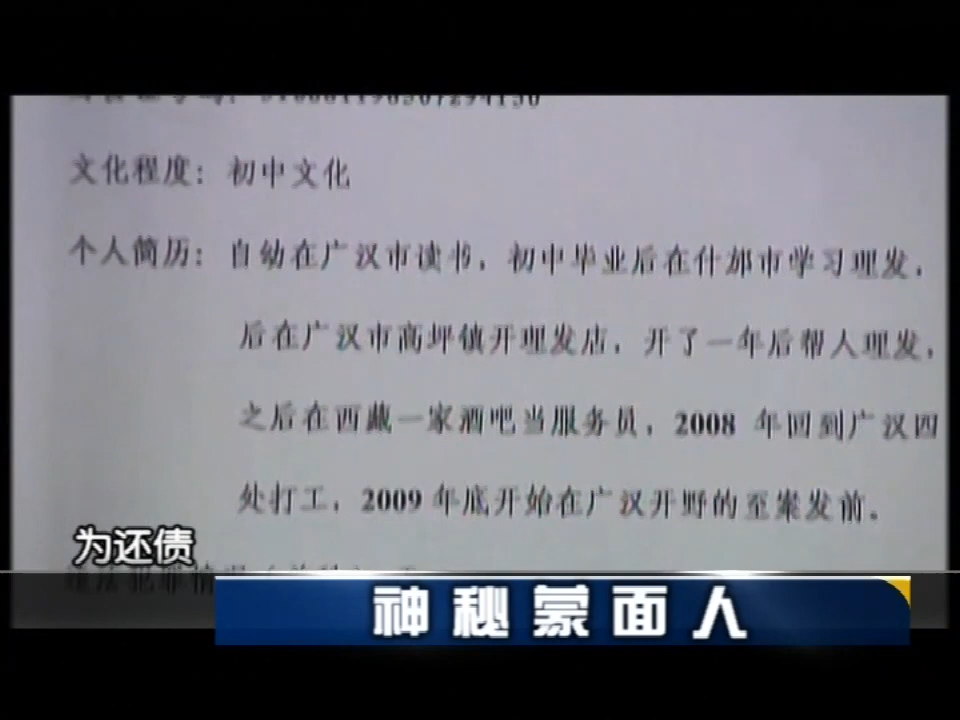 文化程度：初中文化
个人简历：自幼在广汉市读书，初中毕业后在什邡市学习理发，
后在广汉市高坪镇开理发店，开了一年后帮人理发，
之后在西藏一家酒吧当服务员，2008 年回到广汉四
处打工，2009 年底开始在广汉开野的至案发前。
为还债
神秘蒙面人